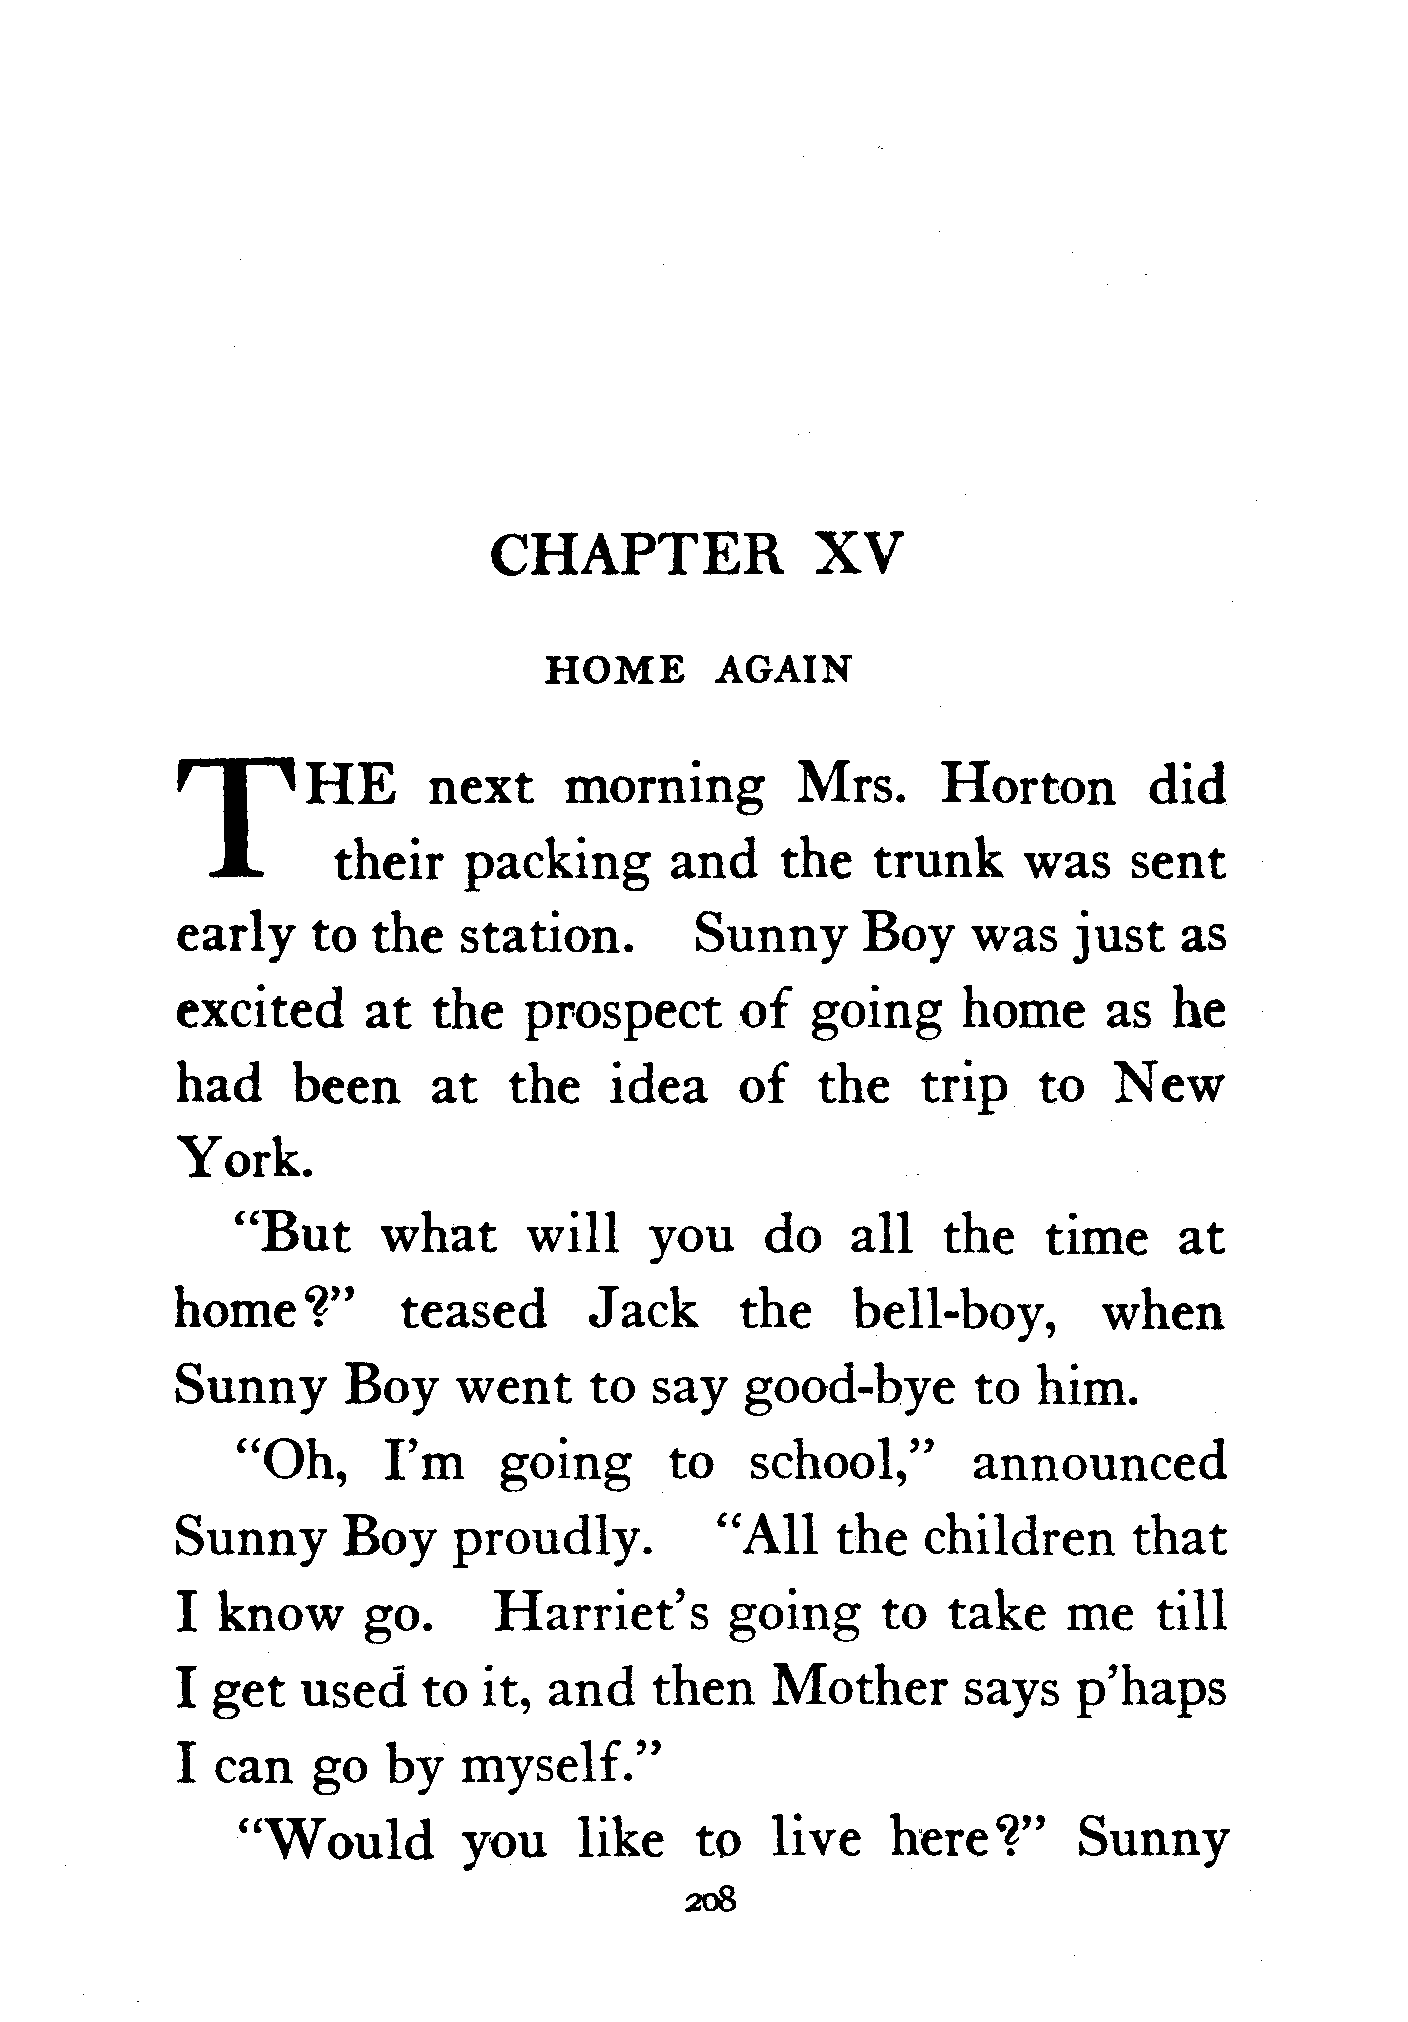 CHAPTER XV
HOME AGAIN
THE next morning Mrs. Horton did
their packing and the trunk was sent
early to the station. Sunny Boy was just as
excited at the prospect of going home as he
had been at the idea of the trip to New
York.
“But what will you do all the time at
home?” teased Jack the bell-boy, when
Sunny Boy went to say good-bye to him.
“Oh, I’m going to school,” announced
Sunny Boy proudly. “All the children that
I know go. Harriet’s going to take me till
I get used to it, and then Mother says p’haps
I can go by myself.”
“Would you like to live here?” Sunny
208